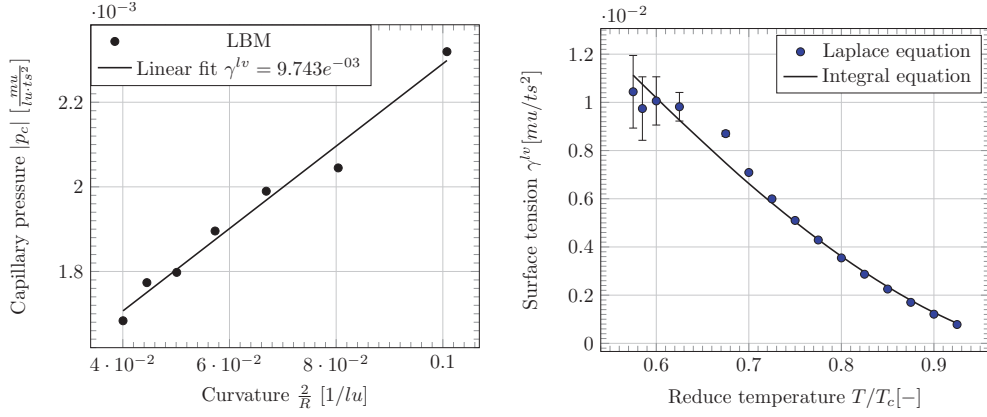 ·10⁻³
LBM
Linear fit γ^{lv} = 9.743e−03
2.2
2
1.8
4 · 10⁻²
6 · 10⁻²
8 · 10⁻²
0.1
Capillary pressure |p_c| [mu/lu·ts²]
Curvature 2/R [1/lu]
·10⁻²
Laplace equation
Integral equation
1.2
1
0.8
0.6
0.4
0.2
0
0.6
0.7
0.8
0.9
Surface tension γ^{lv}[mu/ts²]
Reduce temperature T/T_c[−]